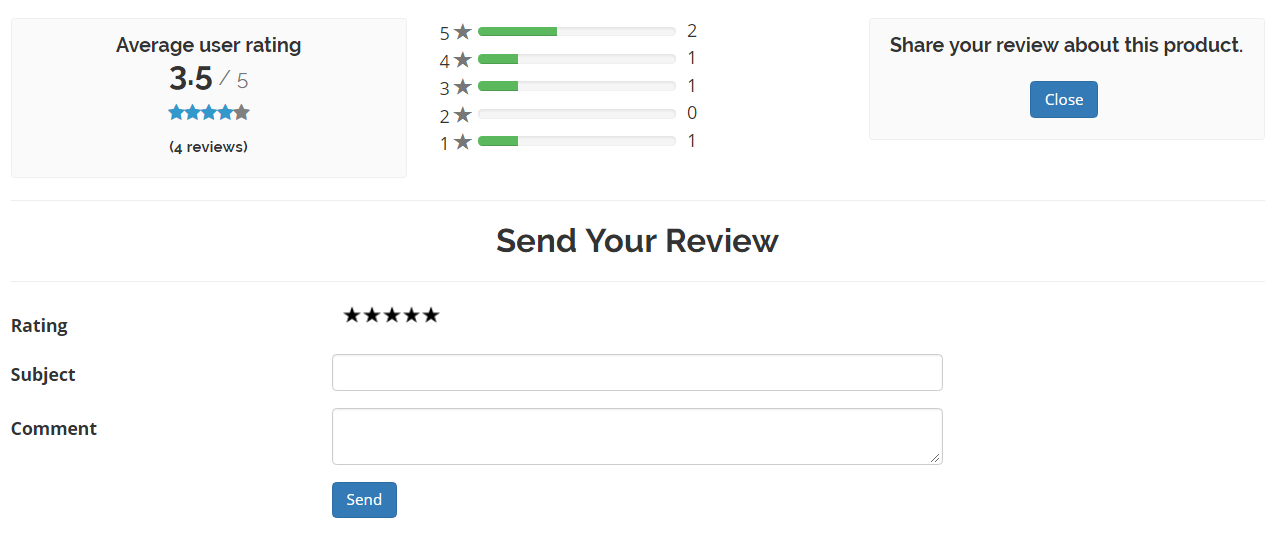 Average user rating
3.5 / 5
(4 reviews)
5 ★ 2
4 ★ 1
3 ★ 1
2 ★ 0
1 ★ 1
Share your review about this product.
Close
Send Your Review
Rating
Subject
Comment
Send